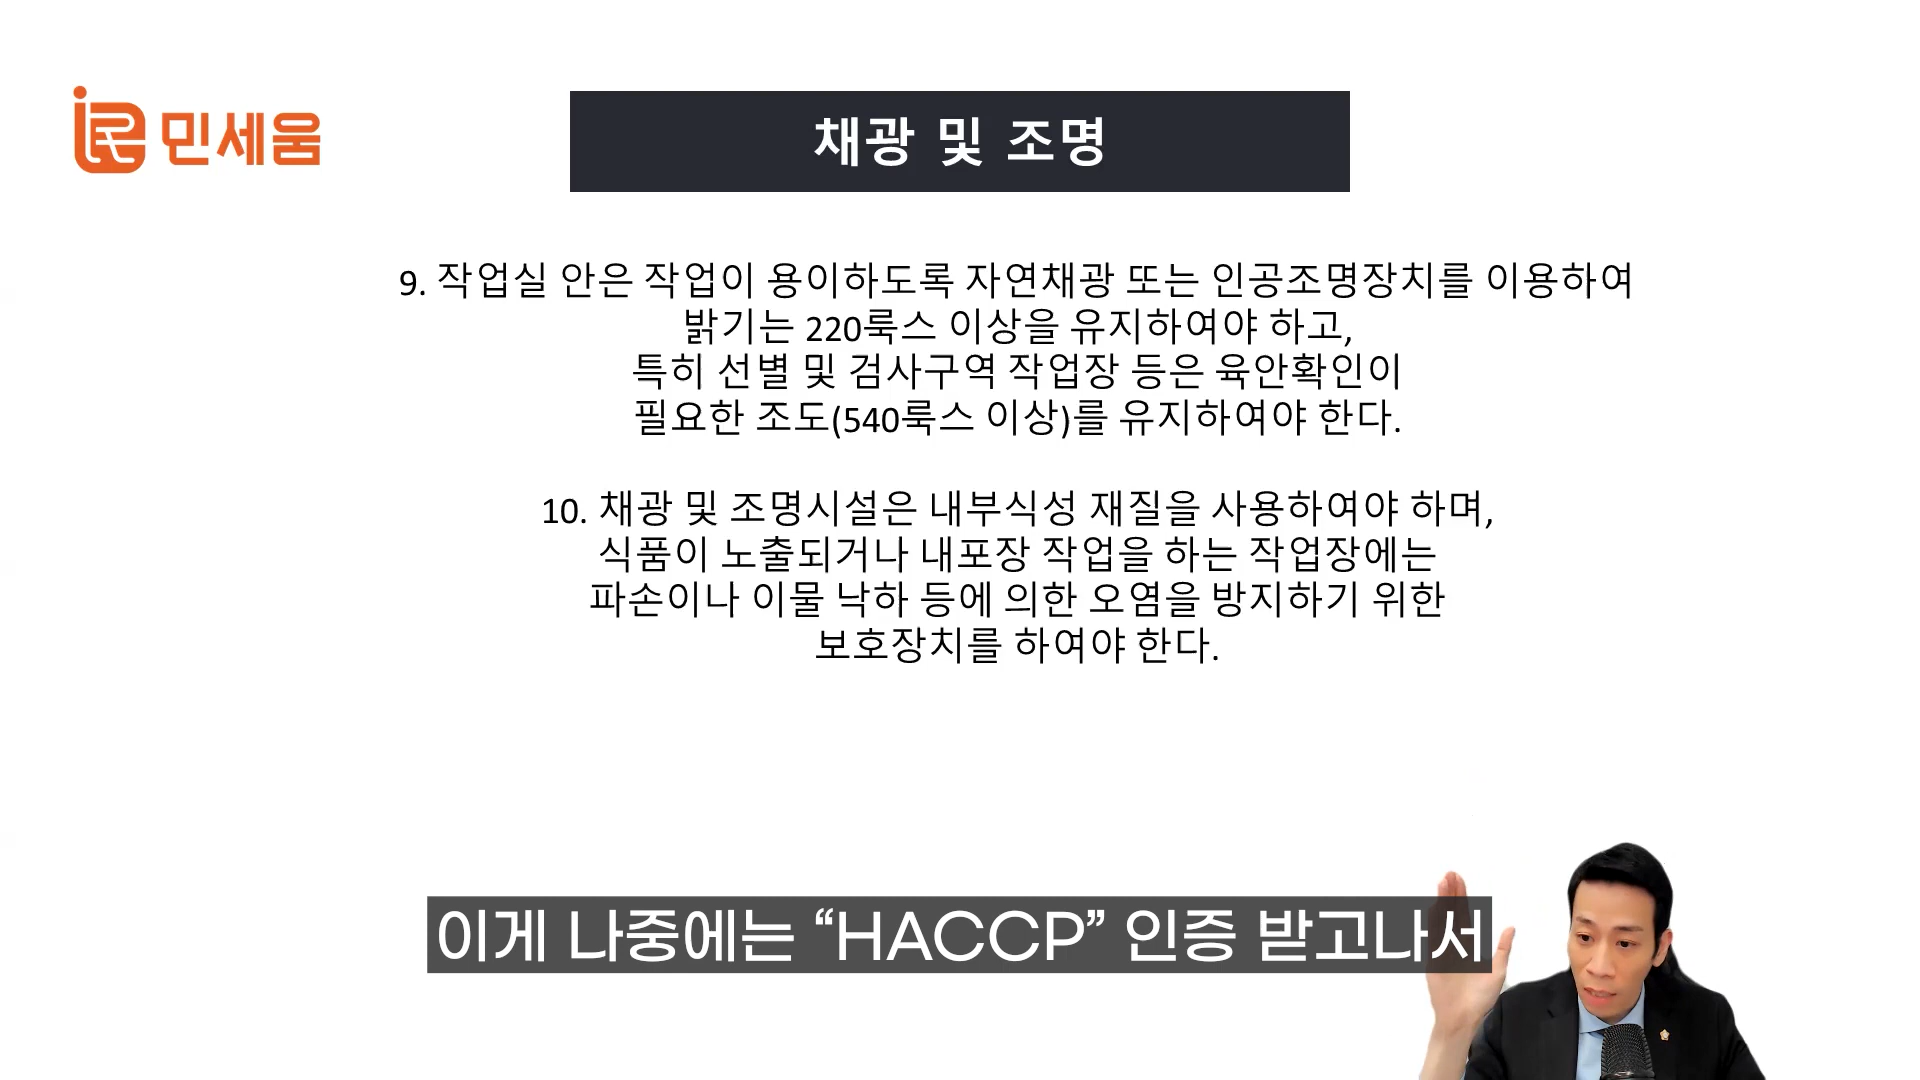 민세움
채광 및 조명
9. 작업실 안은 작업이 용이하도록 자연채광 또는 인공조명장치를 이용하여
밝기는 220룩스 이상을 유지하여야 하고,
특히 선별 및 검사구역 작업장 등은 육안확인이
필요한 조도(540룩스 이상)를 유지하여야 한다.
10. 채광 및 조명시설은 내부식성 재질을 사용하여야 하며,
식품이 노출되거나 내포장 작업을 하는 작업장에는
파손이나 이물 낙하 등에 의한 오염을 방지하기 위한
보호장치를 하여야 한다.
이게 나중에는 “HACCP” 인증 받고나서